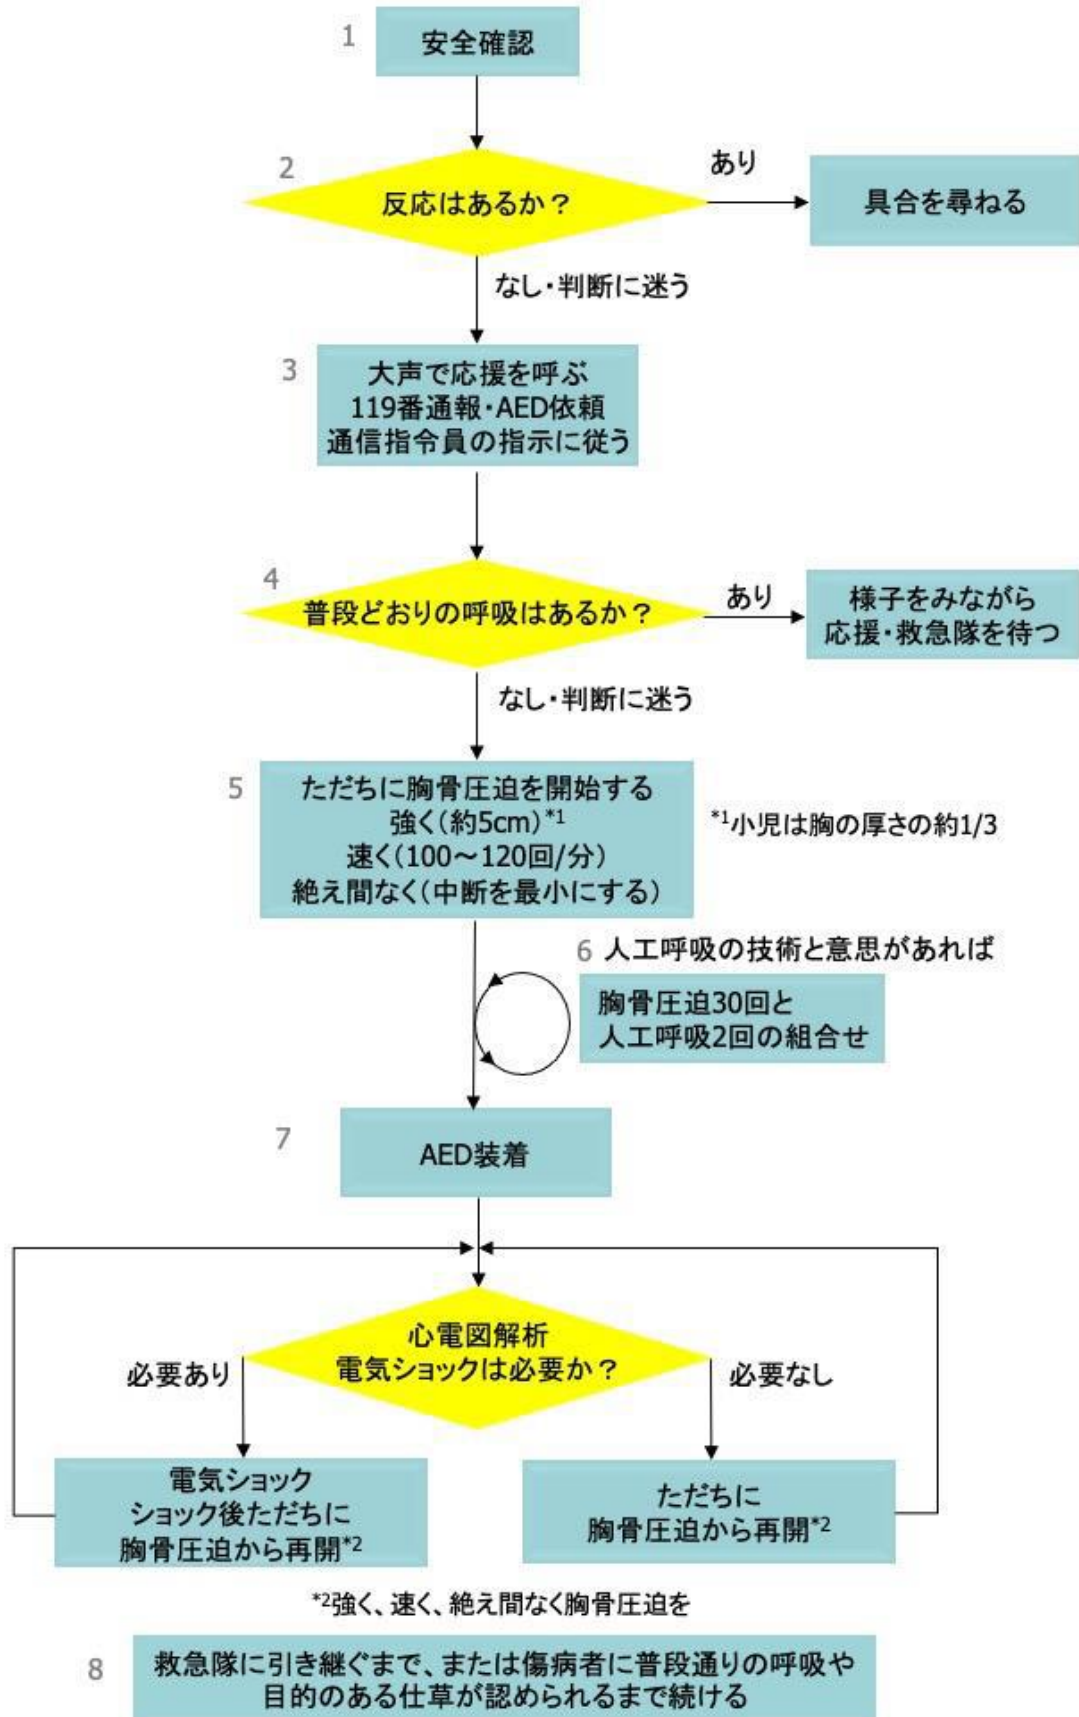 1 安全確認
2 反応はあるか？
あり
具合を尋ねる
なし・判断に迷う
3 大声で応援を呼ぶ
119番通報・AED依頼
通信指令員の指示に従う
4 普段どおりの呼吸はあるか？
あり
様子をみながら
応援・救急隊を待つ
なし・判断に迷う
5 ただちに胸骨圧迫を開始する
強く（約5cm）*1
速く（100～120回/分）
絶え間なく（中断を最小にする）
*1小児は胸の厚さの約1/3
6 人工呼吸の技術と意思があれば
胸骨圧迫30回と
人工呼吸2回の組合せ
7 AED装着
心電図解析
電気ショックは必要か？
必要あり
必要なし
電気ショック
ショック後ただちに
胸骨圧迫から再開*2
ただちに
胸骨圧迫から再開*2
*2強く、速く、絶え間なく胸骨圧迫を
8 救急隊に引き継ぐまで、または傷病者に普段通りの呼吸や
目的のある仕草が認められるまで続ける